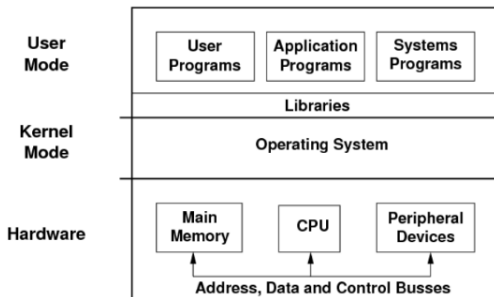 User
Mode
User
Programs
Application
Programs
Systems
Programs
Libraries
Kernel
Mode
Operating System
Hardware
Main
Memory
CPU
Peripheral
Devices
Address, Data and Control Busses